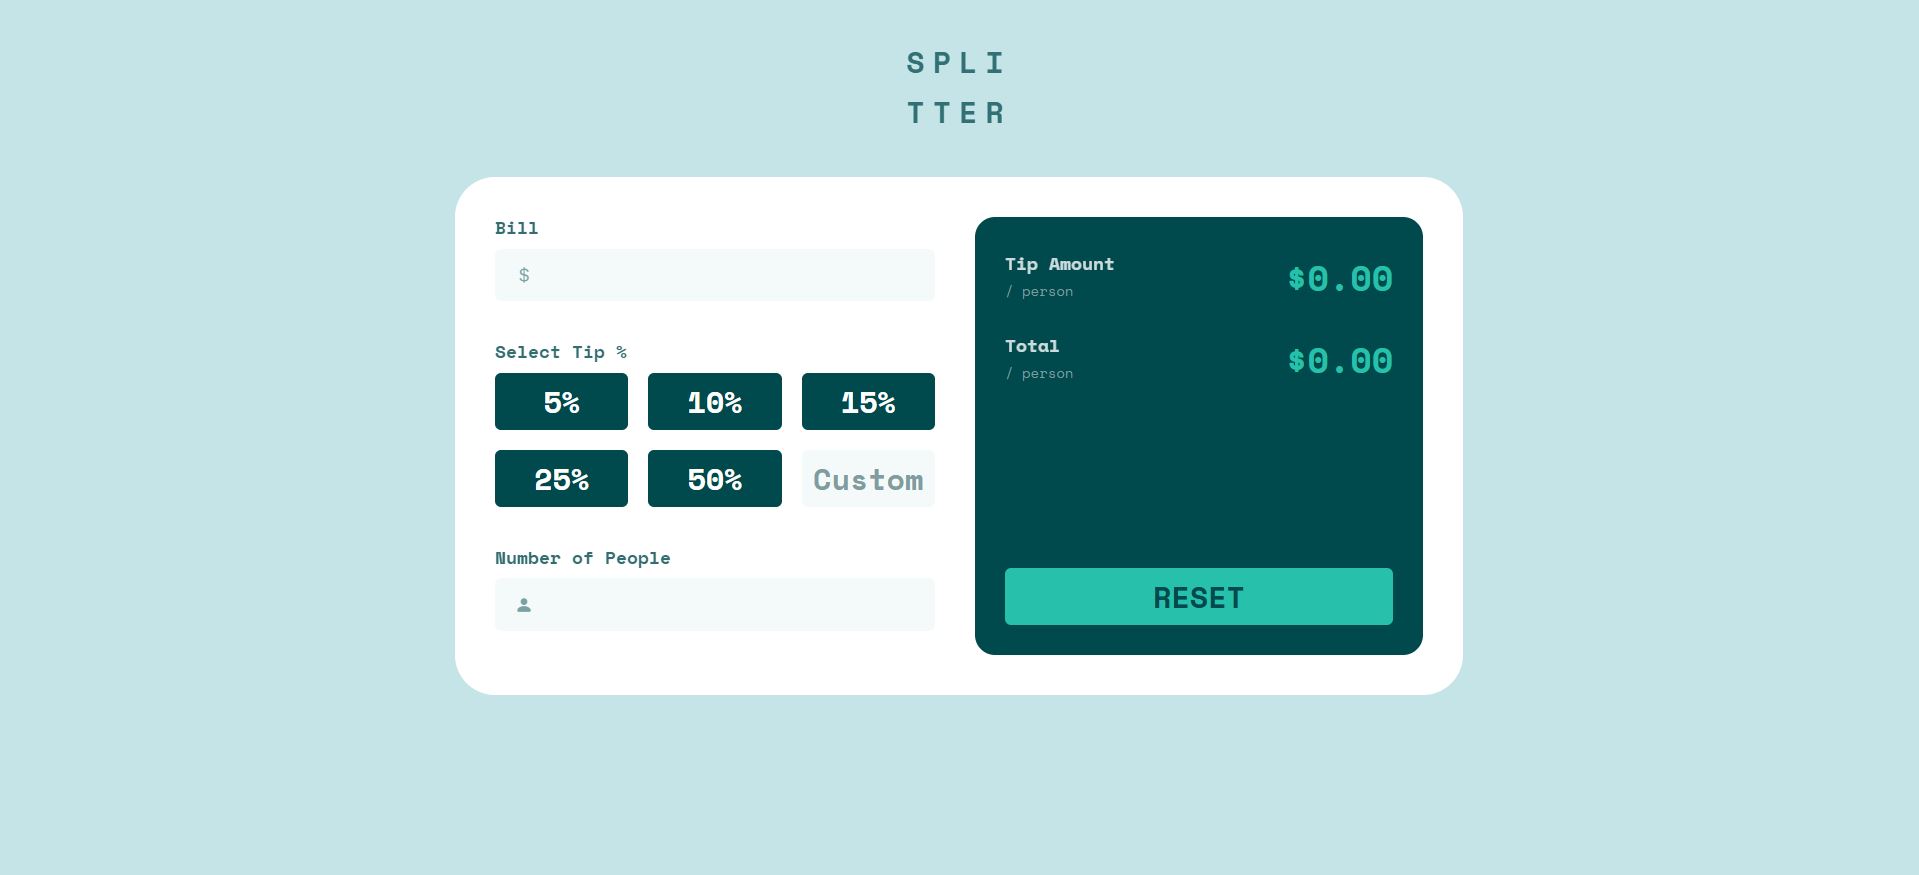 SPLI
TTER
Bill
$
Select Tip %
5%
10%
15%
25%
50%
Custom
Number of People
Tip Amount
/ person
$0.00
Total
/ person
$0.00
RESET